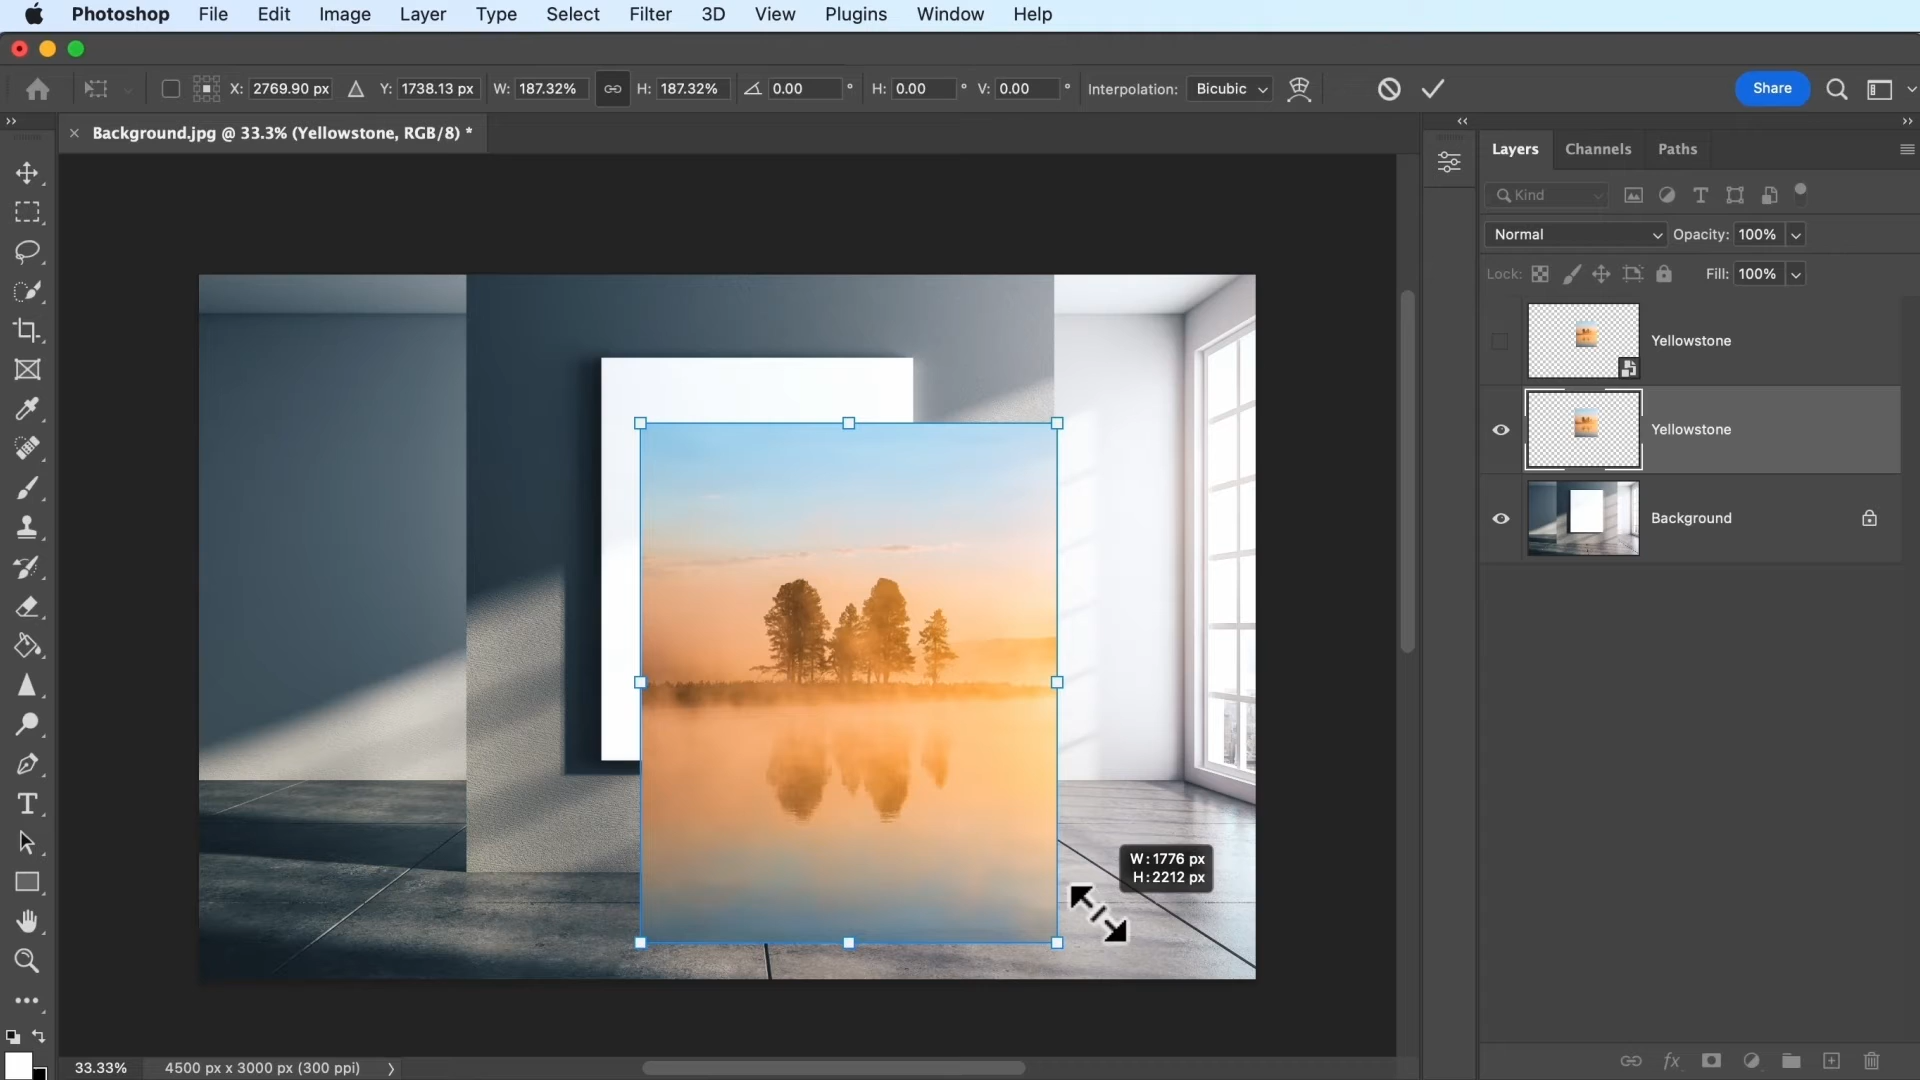 Photoshop File Edit Image Layer Type Select Filter 3D View Plugins Window Help
X: 2769.90 px Y: 1738.13 px W: 187.32% H: 187.32% 0.00 ° H: 0.00 ° V: 0.00 ° Interpolation: Bicubic Share
× Background.jpg @ 33.3% (Yellowstone, RGB/8) *
Layers Channels Paths
Kind
Normal Opacity: 100%
Lock: Fill: 100%
Yellowstone
Yellowstone
Background
W: 1776 px
H: 2212 px
33.33% 4500 px x 3000 px (300 ppi)